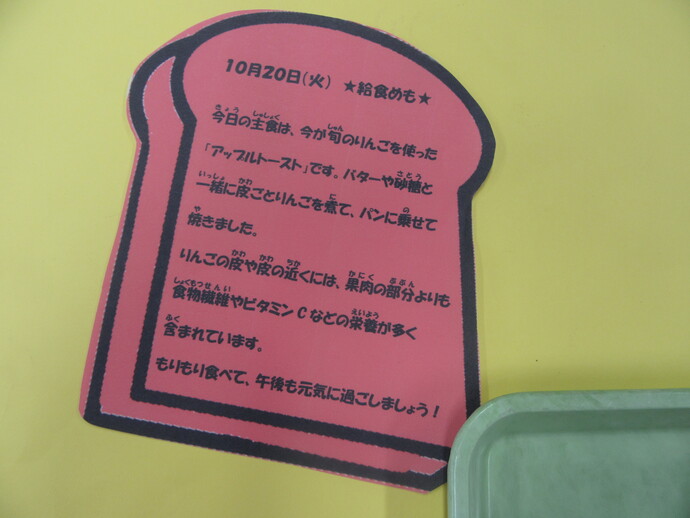 10月20日(火) ★給食めも★
今日の主食は、今が旬のりんごを使った
「アップルトースト」です。バターや砂糖と
一緒に皮ごとりんごを煮て、パンに乗せて
焼きました。
りんごの皮や皮の近くには、果肉の部分よりも
食物繊維やビタミンCなどの栄養が多く
含まれています。
もりもり食べて、午後も元気に過ごしましょう!